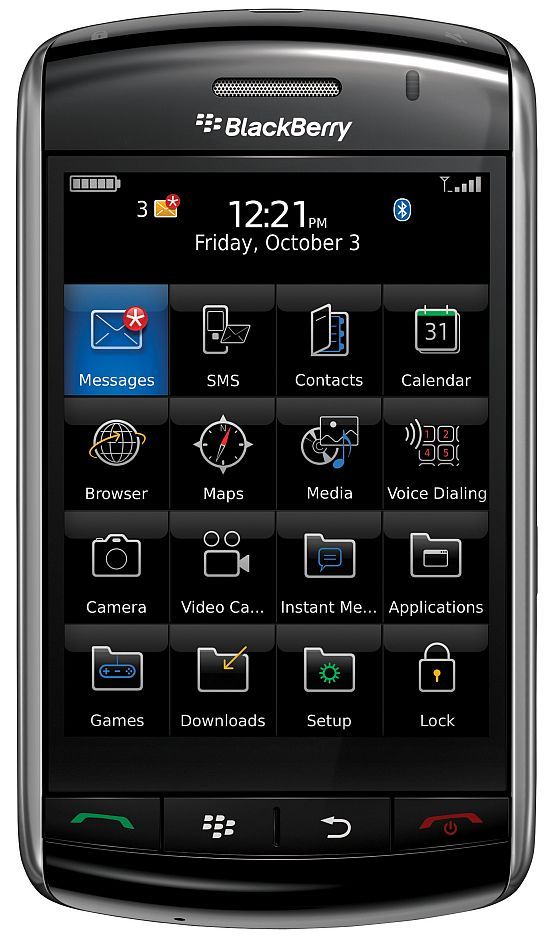 BlackBerry
3
12:21PM
Friday, October 3
31
Messages SMS Contacts Calendar
1 2
4 5
Browser Maps Media Voice Dialing
Camera Video Ca... Instant Me... Applications
Games Downloads Setup Lock